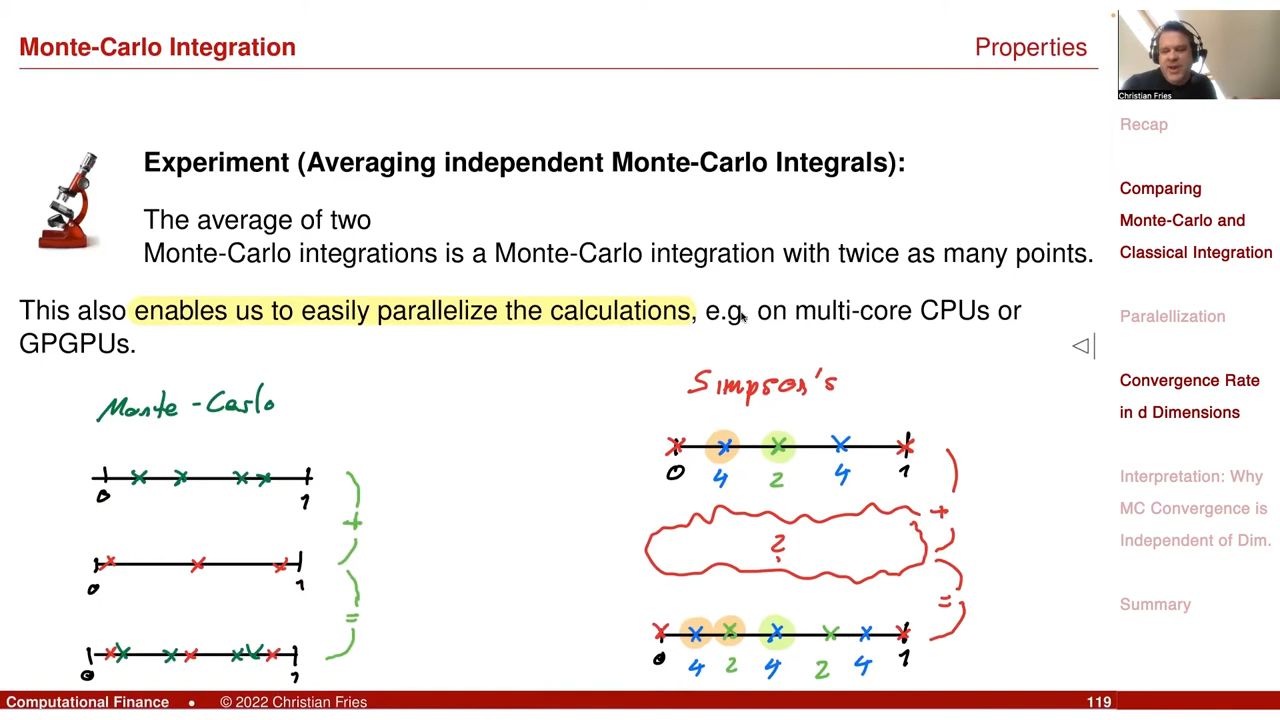 Monte-Carlo Integration
Properties
Christian Fries
Recap
Comparing
Monte-Carlo and
Classical Integration
Paralellization
Convergence Rate
in d Dimensions
Interpretation: Why
MC Convergence is
Independent of Dim.
Summary
Experiment (Averaging independent Monte-Carlo Integrals):
The average of two
Monte-Carlo integrations is a Monte-Carlo integration with twice as many points.
This also enables us to easily parallelize the calculations, e.g. on multi-core CPUs or
GPGPUs.
Monte-Carlo
0 1
+
0 1
=
0 1
Simpson's
0 4 2 4 1
+
?
=
0 4 2 4 2 4 1
Computational Finance • © 2022 Christian Fries 119